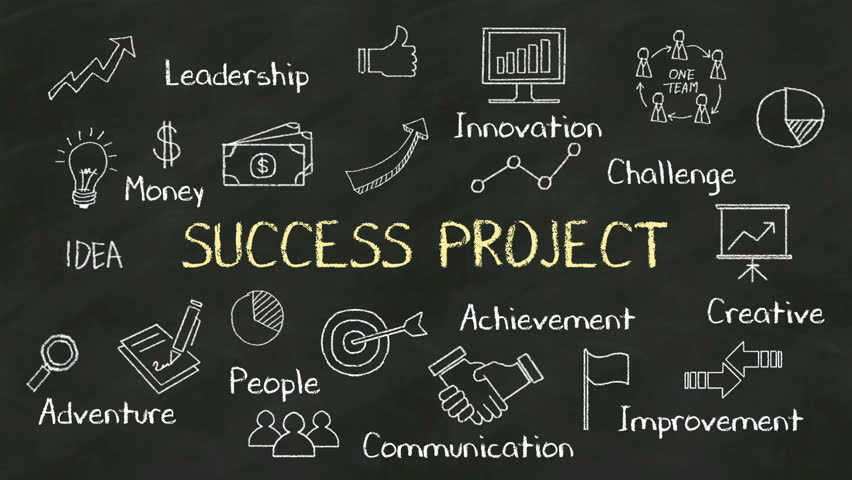 Leadership
ONE
TEAM
Innovation
$
Money
$
Challenge
IDEA
SUCCESS PROJECT
Achievement
Creative
People
Adventure
Improvement
Communication